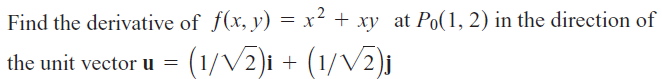 Find the derivative of f(x, y) = x² + xy at P₀(1, 2) in the direction of
the unit vector u = (1/√2)i + (1/√2)j